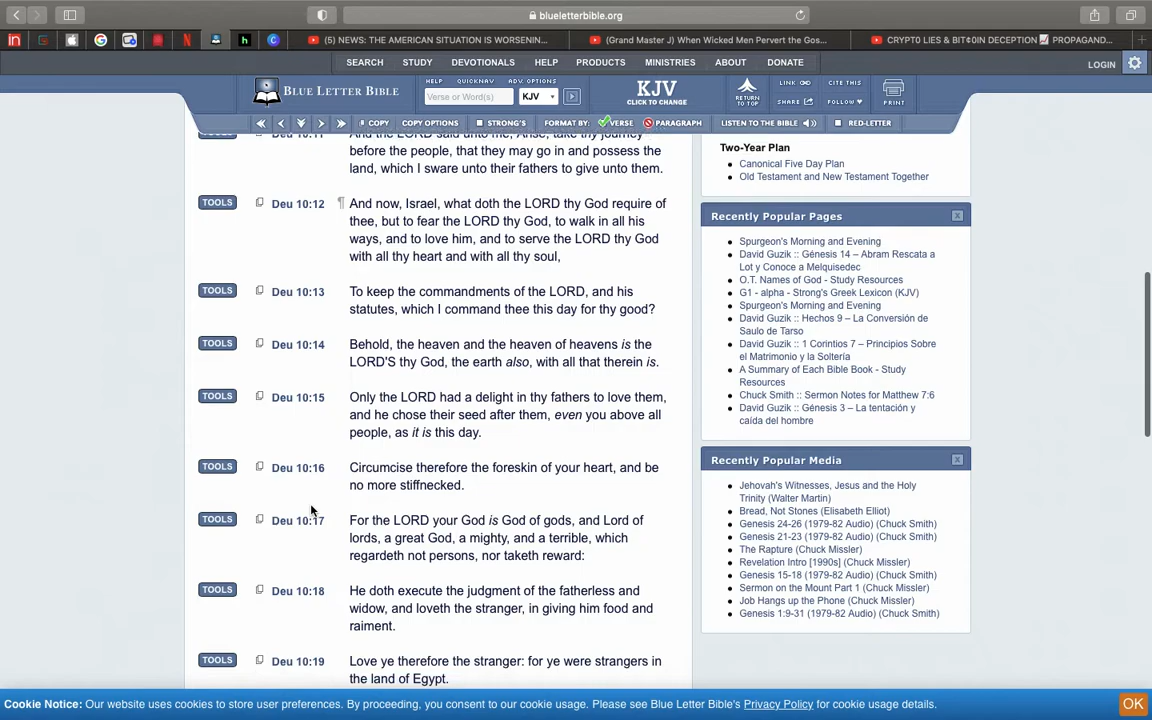 blueletterbible.org
(5) NEWS: THE AMERICAN SITUATION IS WORSENIN...
(Grand Master J) When Wicked Men Pervert the Gos...
CRYPTO LIES & BIT¢OIN DECEPTION 📈 PROPAGAND...
SEARCH STUDY DEVOTIONALS HELP PRODUCTS MINISTRIES ABOUT DONATE
LOGIN
BLUE LETTER BIBLE
HELP QUICKNAV ADV. OPTIONS
Verse or Word(s) KJV
KJV
CLICK TO CHANGE
RETURN
TO TOP
LINK CITE THIS
SHARE FOLLOW
PRINT
COPY COPY OPTIONS STRONG'S FORMAT BY: VERSE PARAGRAPH LISTEN TO THE BIBLE RED-LETTER
TOOLS Deu 10:11 And the LORD said unto me, Arise, take thy journey
before the people, that they may go in and possess the
land, which I sware unto their fathers to give unto them.
TOOLS Deu 10:12 ¶ And now, Israel, what doth the LORD thy God require of
thee, but to fear the LORD thy God, to walk in all his
ways, and to love him, and to serve the LORD thy God
with all thy heart and with all thy soul,
TOOLS Deu 10:13 To keep the commandments of the LORD, and his
statutes, which I command thee this day for thy good?
TOOLS Deu 10:14 Behold, the heaven and the heaven of heavens is the
LORD'S thy God, the earth also, with all that therein is.
TOOLS Deu 10:15 Only the LORD had a delight in thy fathers to love them,
and he chose their seed after them, even you above all
people, as it is this day.
TOOLS Deu 10:16 Circumcise therefore the foreskin of your heart, and be
no more stiffnecked.
TOOLS Deu 10:17 For the LORD your God is God of gods, and Lord of
lords, a great God, a mighty, and a terrible, which
regardeth not persons, nor taketh reward:
TOOLS Deu 10:18 He doth execute the judgment of the fatherless and
widow, and loveth the stranger, in giving him food and
raiment.
TOOLS Deu 10:19 Love ye therefore the stranger: for ye were strangers in
the land of Egypt.
Two-Year Plan
Canonical Five Day Plan
Old Testament and New Testament Together
Recently Popular Pages
Spurgeon's Morning and Evening
David Guzik :: Génesis 14 – Abram Rescata a
Lot y Conoce a Melquisedec
O.T. Names of God - Study Resources
G1 - alpha - Strong's Greek Lexicon (KJV)
Spurgeon's Morning and Evening
David Guzik :: Hechos 9 – La Conversión de
Saulo de Tarso
David Guzik :: 1 Corintios 7 – Principios Sobre
el Matrimonio y la Soltería
A Summary of Each Bible Book - Study
Resources
Chuck Smith :: Sermon Notes for Matthew 7:6
David Guzik :: Génesis 3 – La tentación y
caída del hombre
Recently Popular Media
Jehovah's Witnesses, Jesus and the Holy
Trinity (Walter Martin)
Bread, Not Stones (Elisabeth Elliot)
Genesis 24-26 (1979-82 Audio) (Chuck Smith)
Genesis 21-23 (1979-82 Audio) (Chuck Smith)
The Rapture (Chuck Missler)
Revelation Intro [1990s] (Chuck Missler)
Genesis 15-18 (1979-82 Audio) (Chuck Smith)
Sermon on the Mount Part 1 (Chuck Missler)
Job Hangs up the Phone (Chuck Missler)
Genesis 1:9-31 (1979-82 Audio) (Chuck Smith)
Cookie Notice: Our website uses cookies to store user preferences. By proceeding, you consent to our cookie usage. Please see Blue Letter Bible's Privacy Policy for cookie usage details. OK